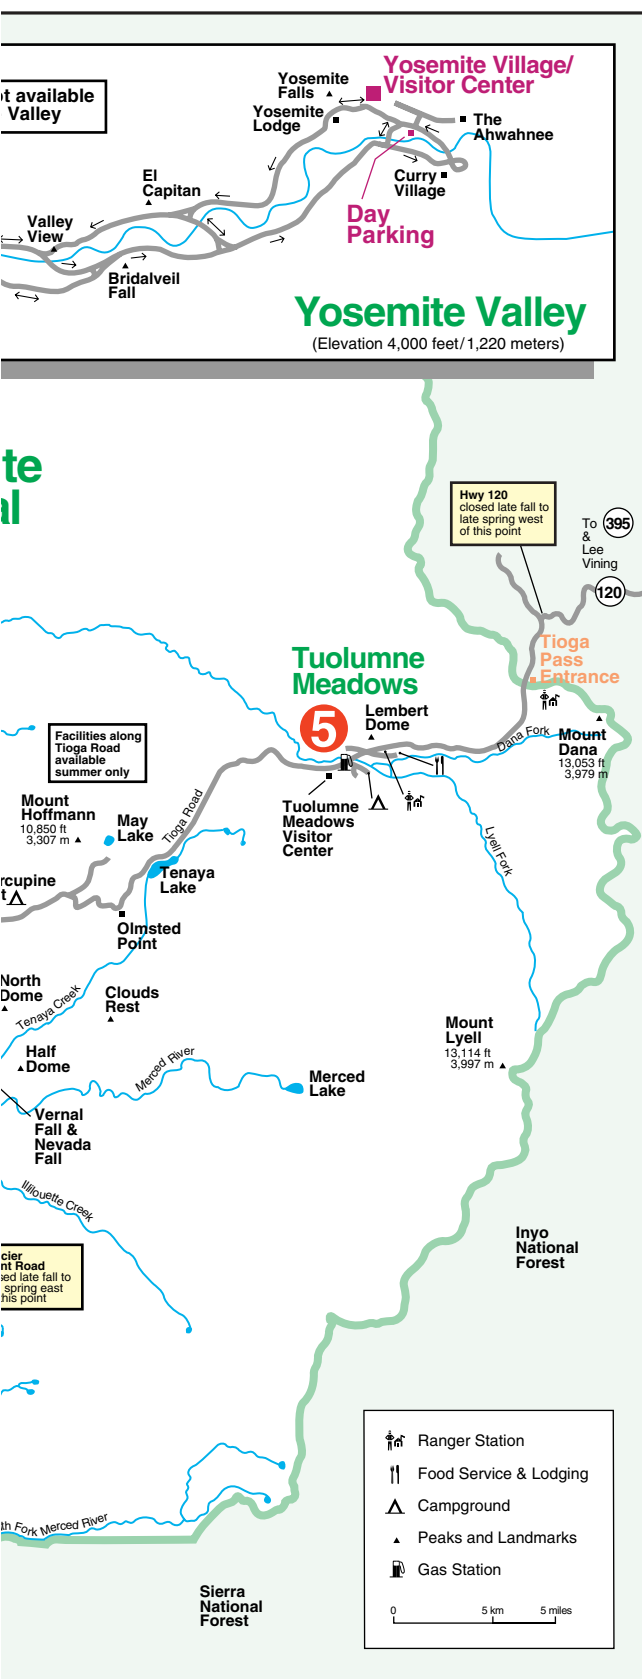 t available
Valley
Yosemite Village/
Visitor Center
Yosemite
Falls
Yosemite
Lodge
The
Ahwahnee
El
Capitan
Curry
Village
Valley
View
Day
Parking
Bridalveil
Fall
Yosemite Valley
(Elevation 4,000 feet/1,220 meters)
te
al
Hwy 120
closed late fall to
late spring west
of this point
To
&
Lee
Vining
395
120
Tioga
Pass
Entrance
Tuolumne
Meadows
5
Lembert
Dome
Dana Fork
Mount
Dana
13,053 ft
3,979 m
Facilities along
Tioga Road
available
summer only
Tuolumne
Meadows
Visitor
Center
Mount
Hoffmann
10,850 ft
3,307 m
May
Lake
Tioga Road
Lyell Fork
Tenaya
Lake
rcupine
t
Olmsted
Point
North
Dome
Tenaya Creek
Clouds
Rest
Mount
Lyell
13,114 ft
3,997 m
Half
Dome
Merced River
Merced
Lake
Vernal
Fall &
Nevada
Fall
Illilouette Creek
Inyo
National
Forest
cier
nt Road
sed late fall to
spring east
this point
Ranger Station
Food Service & Lodging
Campground
Peaks and Landmarks
Gas Station
0
5 km
5 miles
th Fork Merced River
Sierra
National
Forest